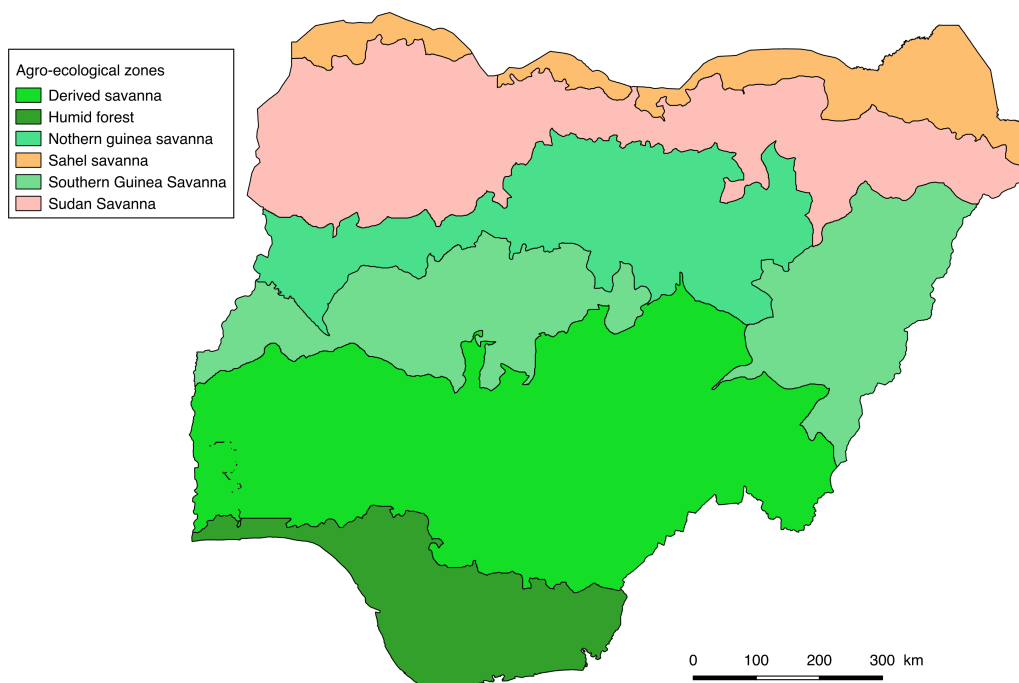 Agro-ecological zones
Derived savanna
Humid forest
Nothern guinea savanna
Sahel savanna
Southern Guinea Savanna
Sudan Savanna
0 100 200 300 km